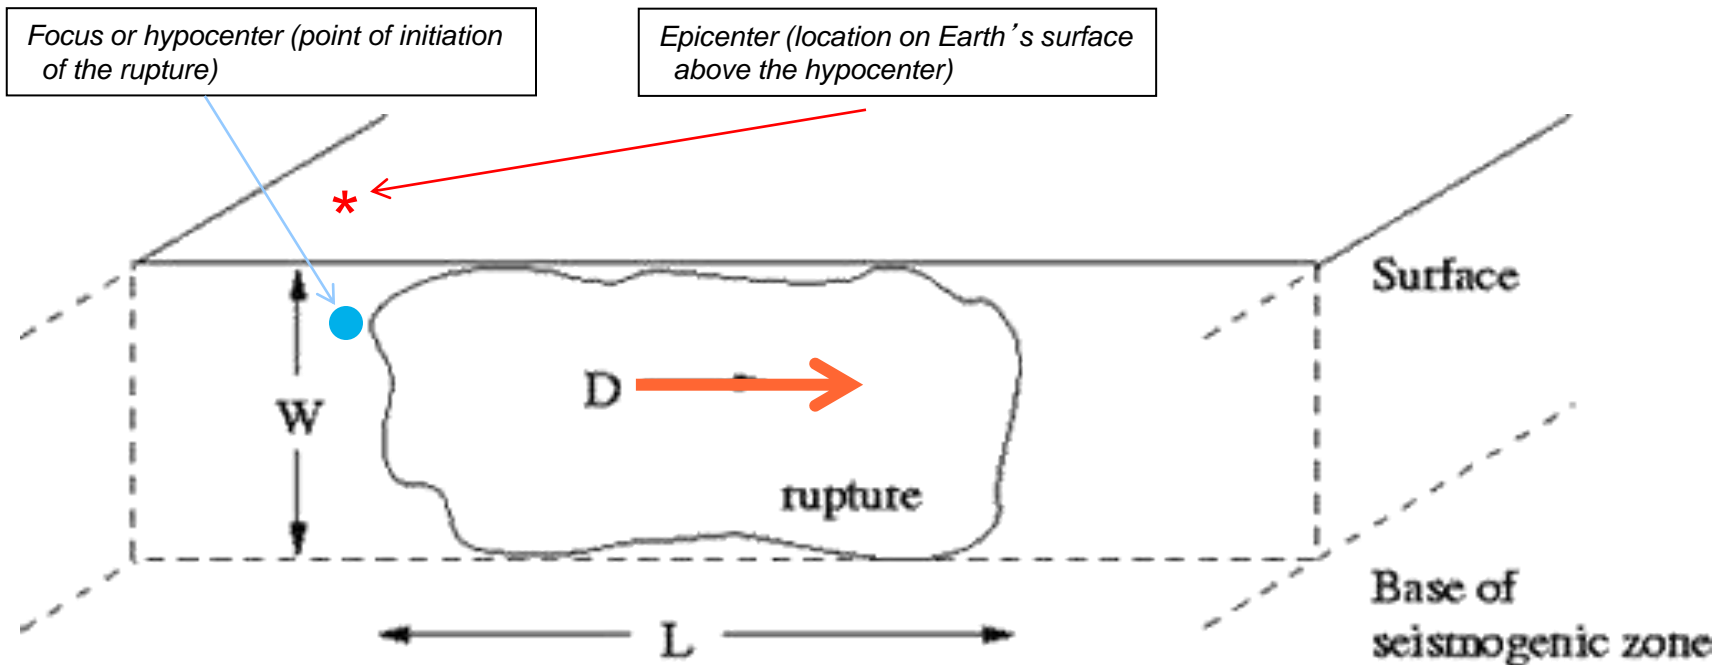 Focus or hypocenter (point of initiation
of the rupture)
Epicenter (location on Earth’s surface
above the hypocenter)
*
Surface
W
D
rupture
L
Base of
seismogenic zone